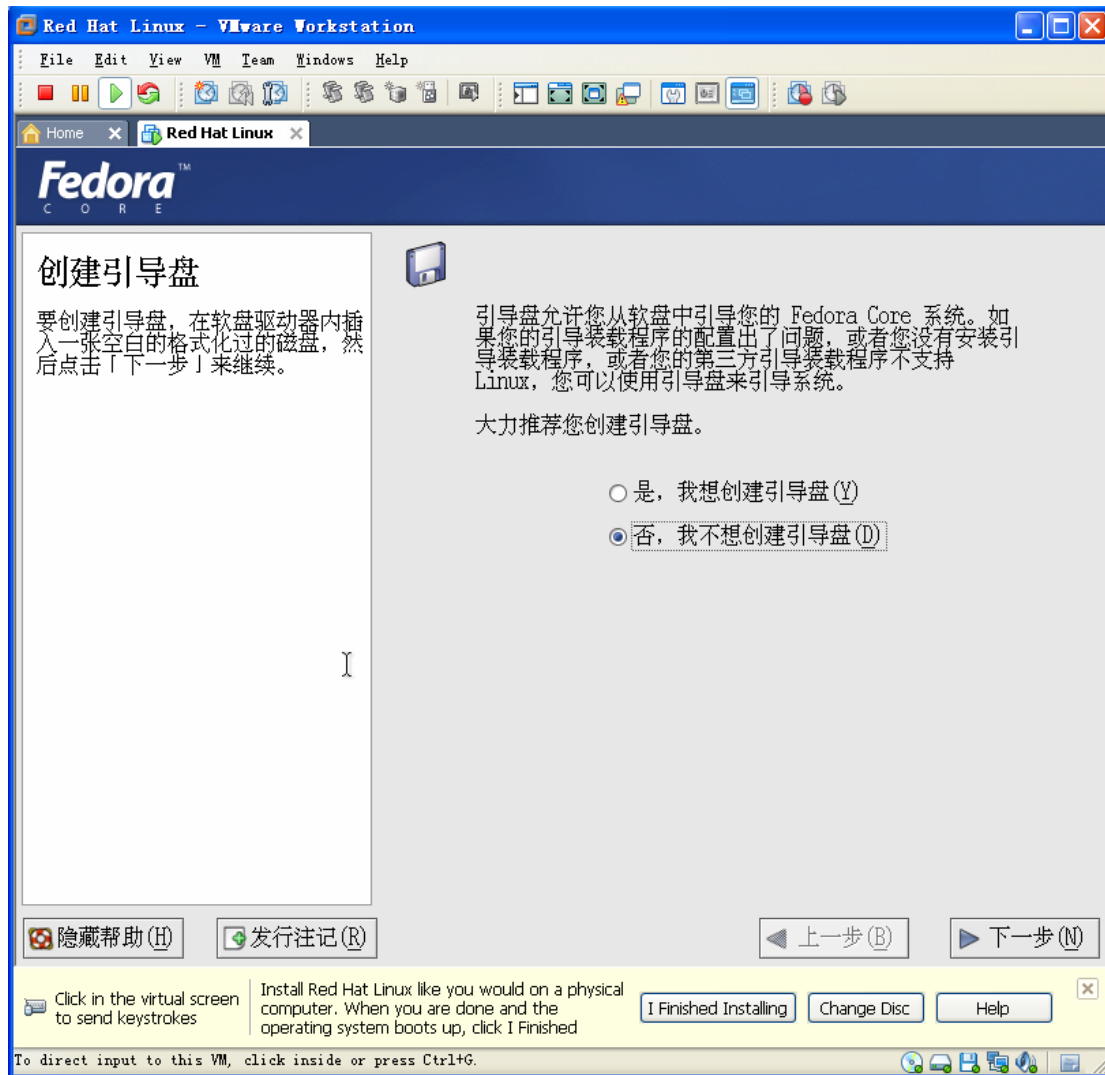 Red Hat Linux - VMware Workstation
File Edit View VM Team Windows Help
Home Red Hat Linux
Fedora™
CORE
创建引导盘
要创建引导盘，在软盘驱动器内插
入一张空白的格式化过的磁盘，然
后点击「下一步」来继续。
引导盘允许您从软盘中引导您的 Fedora Core 系统。如
果您的引导装载程序的配置出了问题，或者您没有安装引
导装载程序，或者您的第三方引导装载程序不支持
Linux，您可以使用引导盘来引导系统。
大力推荐您创建引导盘。
是，我想创建引导盘(Y)
否，我不想创建引导盘(D)
隐藏帮助(H) 发行注记(R) 上一步(B) 下一步(N)
Click in the virtual screen
to send keystrokes
Install Red Hat Linux like you would on a physical
computer. When you are done and the
operating system boots up, click I Finished
I Finished Installing Change Disc Help
To direct input to this VM, click inside or press Ctrl+G.